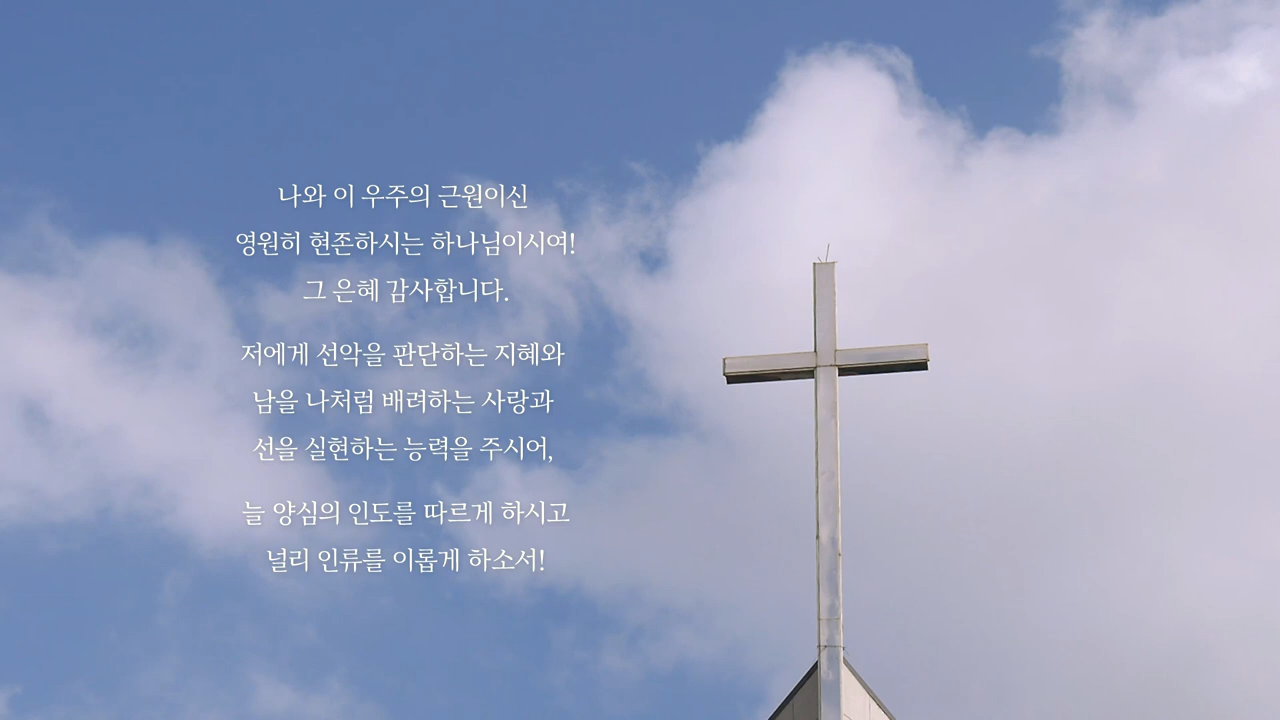 나와 이 우주의 근원이신
영원히 현존하시는 하나님이시여!
그 은혜 감사합니다.
저에게 선악을 판단하는 지혜와
남을 나처럼 배려하는 사랑과
선을 실현하는 능력을 주시어,
늘 양심의 인도를 따르게 하시고
널리 인류를 이롭게 하소서!